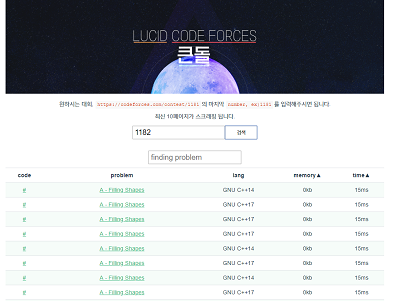 LUCID CODE FORCES
큰돌
원하시는 대회, https://codeforces.com/contest/1181 의 마지막 number, ex)1181 를 입력해주시면 됩니다.
최신 10페이지가 스크래핑 됩니다.
1182 검색
finding problem
code problem lang memory▲ time▲
# A - Filling Shapes GNU C++14 0kb 15ms
# A - Filling Shapes GNU C++17 0kb 15ms
# A - Filling Shapes GNU C++17 0kb 15ms
# A - Filling Shapes GNU C++17 0kb 15ms
# A - Filling Shapes GNU C++17 0kb 15ms
# A - Filling Shapes GNU C++14 0kb 15ms
# A - Filling Shapes GNU C++17 0kb 15ms
# A - Filling Shapes GNU C++17 0kb 15ms